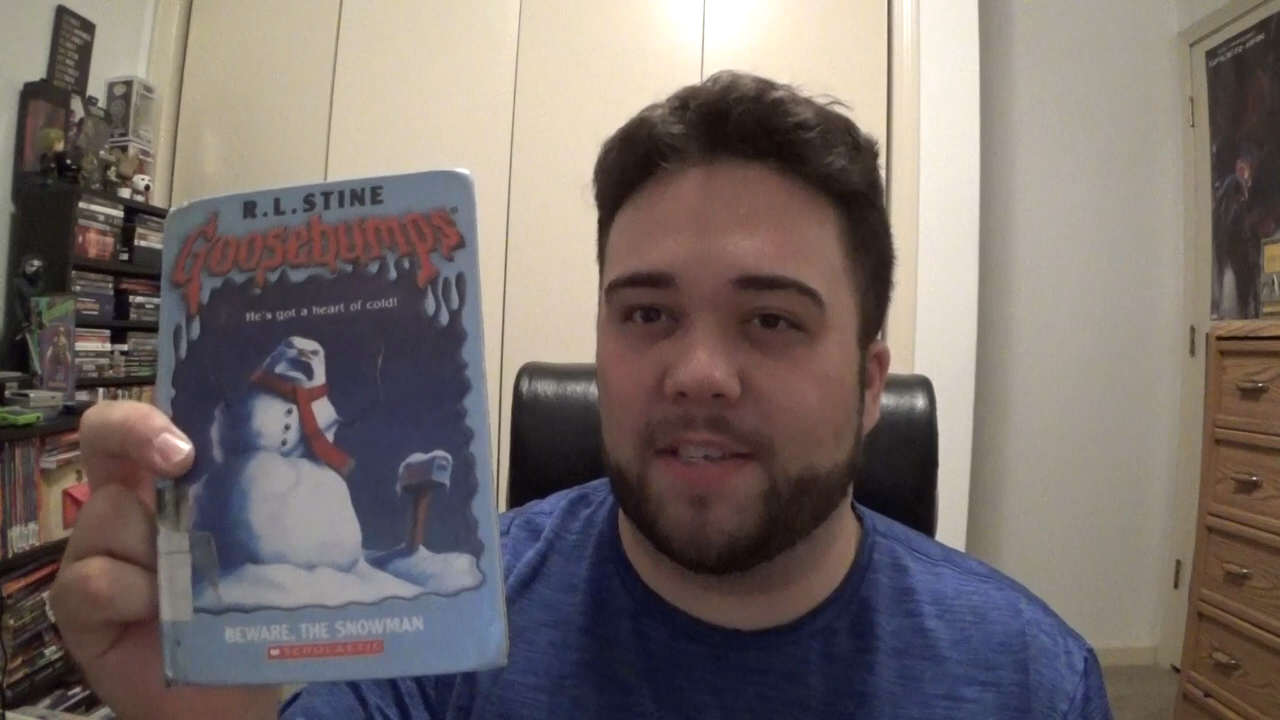 R.L.STINE
Goosebumps
He's got a heart of cold!
BEWARE, THE SNOWMAN
SCHOLASTIC